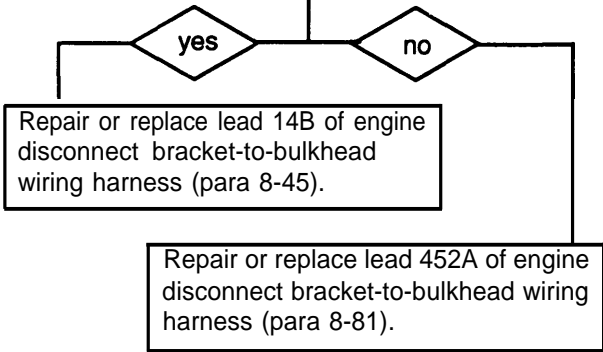 yes
no
Repair or replace lead 14B of engine
disconnect bracket-to-bulkhead
wiring harness (para 8-45).
Repair or replace lead 452A of engine
disconnect bracket-to-bulkhead wiring
harness (para 8-81).